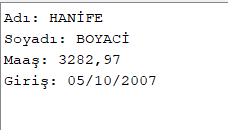 Adı: HANİFE
Soyadı: BOYACİ
Maaş: 3282,97
Giriş: 05/10/2007